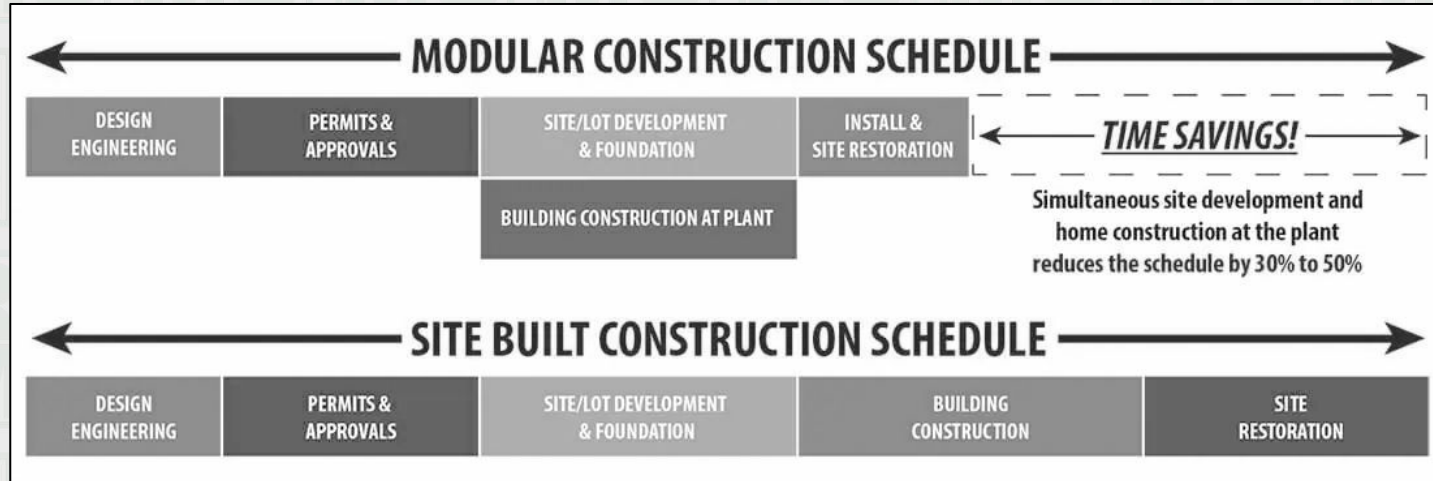 MODULAR CONSTRUCTION SCHEDULE
DESIGN
ENGINEERING
PERMITS &
APPROVALS
SITE/LOT DEVELOPMENT
& FOUNDATION
INSTALL &
SITE RESTORATION
TIME SAVINGS!
BUILDING CONSTRUCTION AT PLANT
Simultaneous site development and
home construction at the plant
reduces the schedule by 30% to 50%
SITE BUILT CONSTRUCTION SCHEDULE
DESIGN
ENGINEERING
PERMITS &
APPROVALS
SITE/LOT DEVELOPMENT
& FOUNDATION
BUILDING
CONSTRUCTION
SITE
RESTORATION